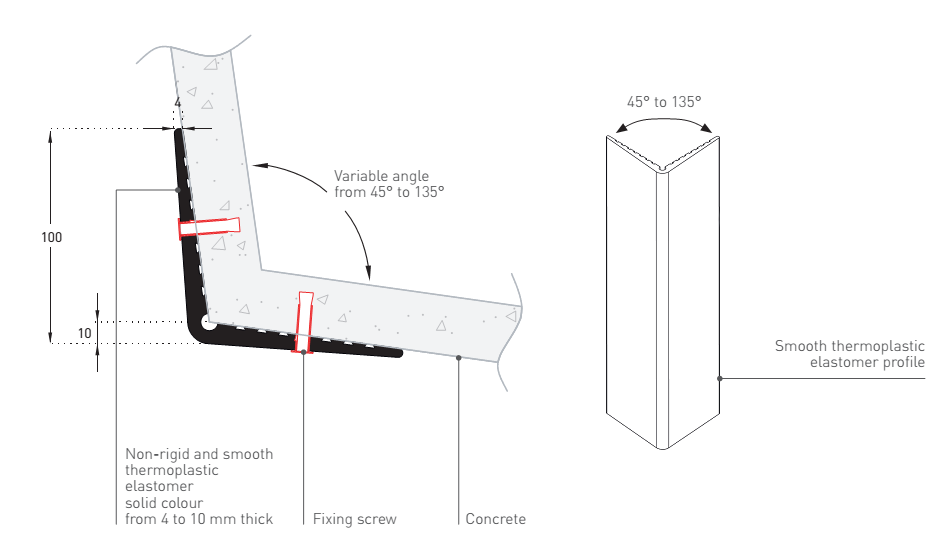 45° to 135°
4
Variable angle
from 45° to 135°
100
10
Smooth thermoplastic
elastomer profile
Non-rigid and smooth
thermoplastic
elastomer
solid colour
from 4 to 10 mm thick
Fixing screw
Concrete